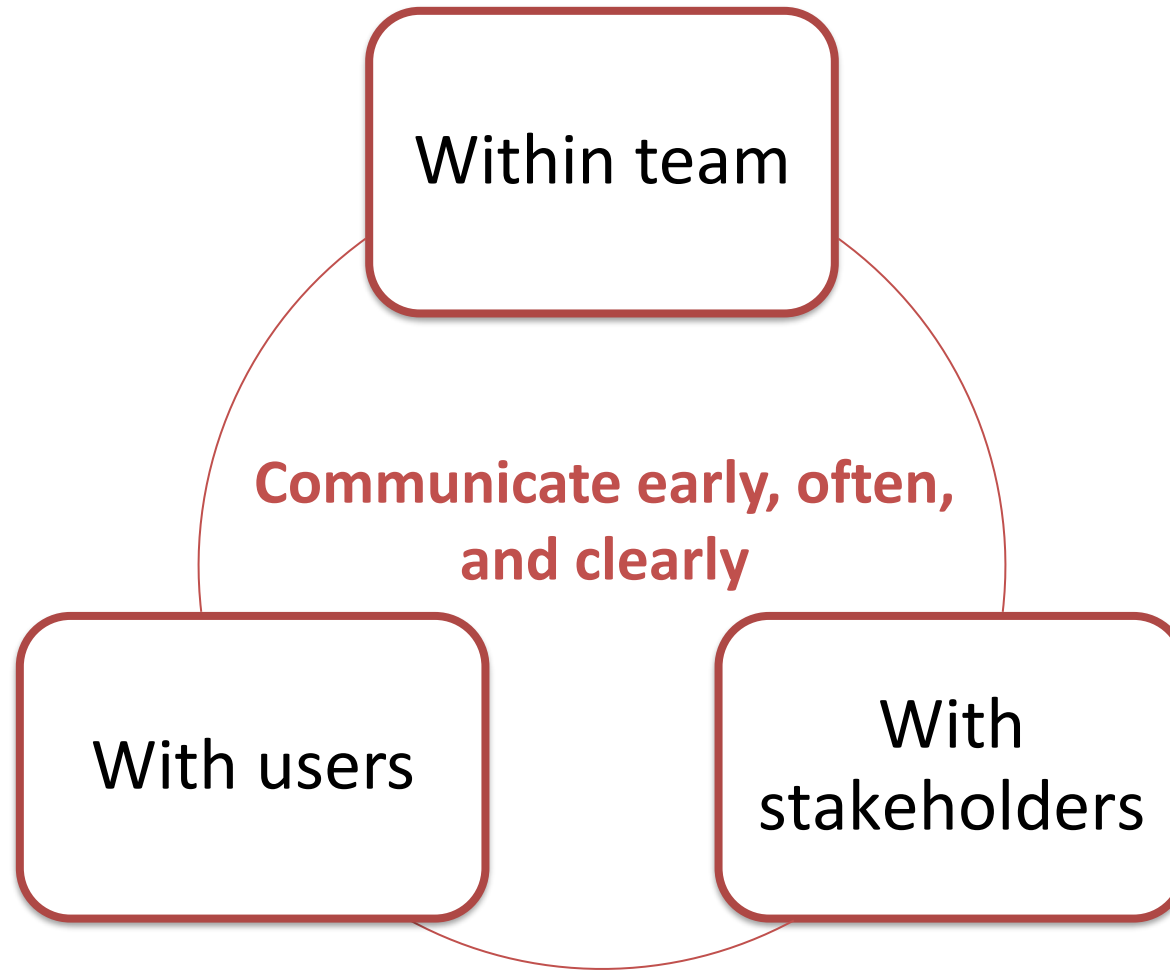 Within team
Communicate early, often,
and clearly
With users
With
stakeholders